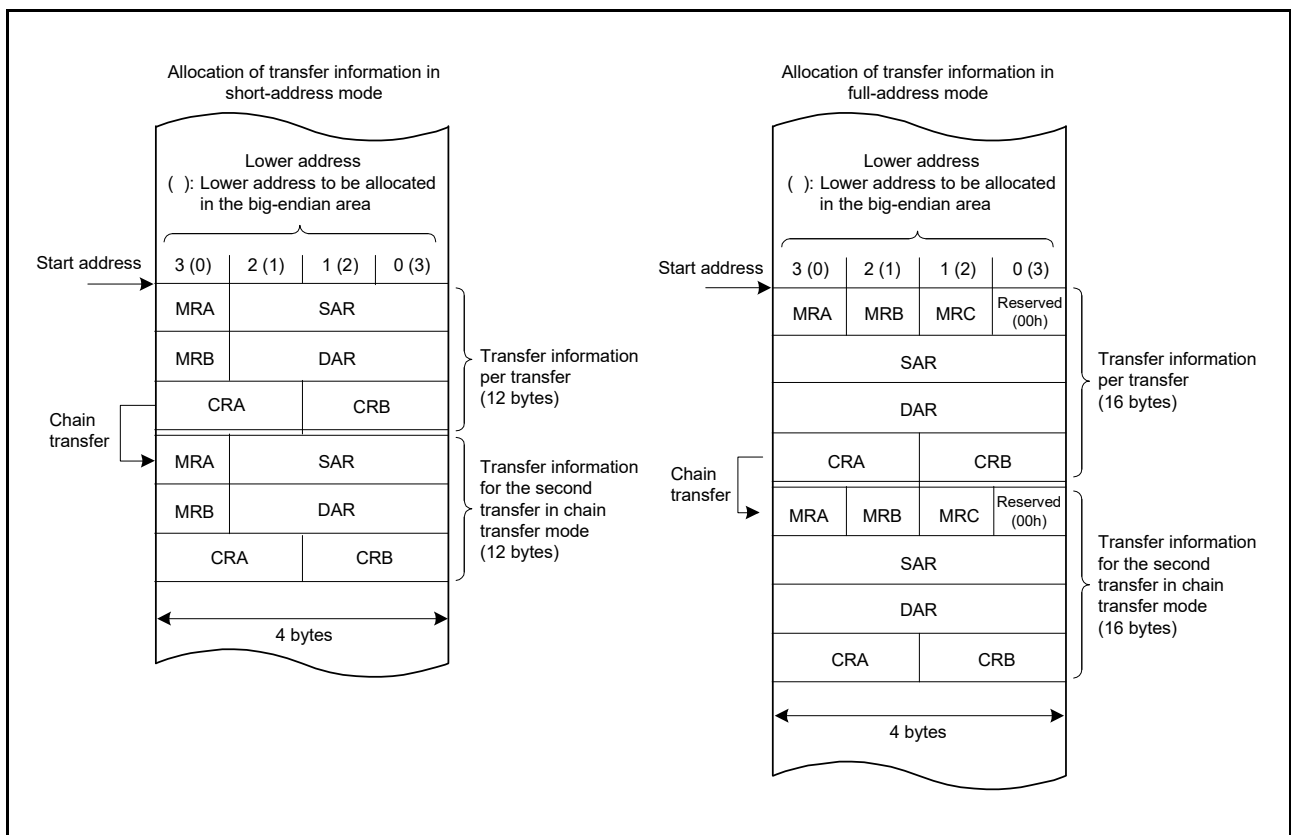 Allocation of transfer information in
short-address mode
Lower address
( ): Lower address to be allocated
in the big-endian area
Start address
3 (0) 2 (1) 1 (2) 0 (3)
MRA SAR
MRB DAR
CRA CRB
Transfer information
per transfer
(12 bytes)
Chain
transfer
MRA SAR
MRB DAR
CRA CRB
Transfer information
for the second
transfer in chain
transfer mode
(12 bytes)
4 bytes
Allocation of transfer information in
full-address mode
Lower address
( ): Lower address to be allocated
in the big-endian area
Start address
3 (0) 2 (1) 1 (2) 0 (3)
MRA MRB MRC Reserved
(00h)
SAR
DAR
CRA CRB
Transfer information
per transfer
(16 bytes)
Chain
transfer
MRA MRB MRC Reserved
(00h)
SAR
DAR
CRA CRB
Transfer information
for the second
transfer in chain
transfer mode
(16 bytes)
4 bytes